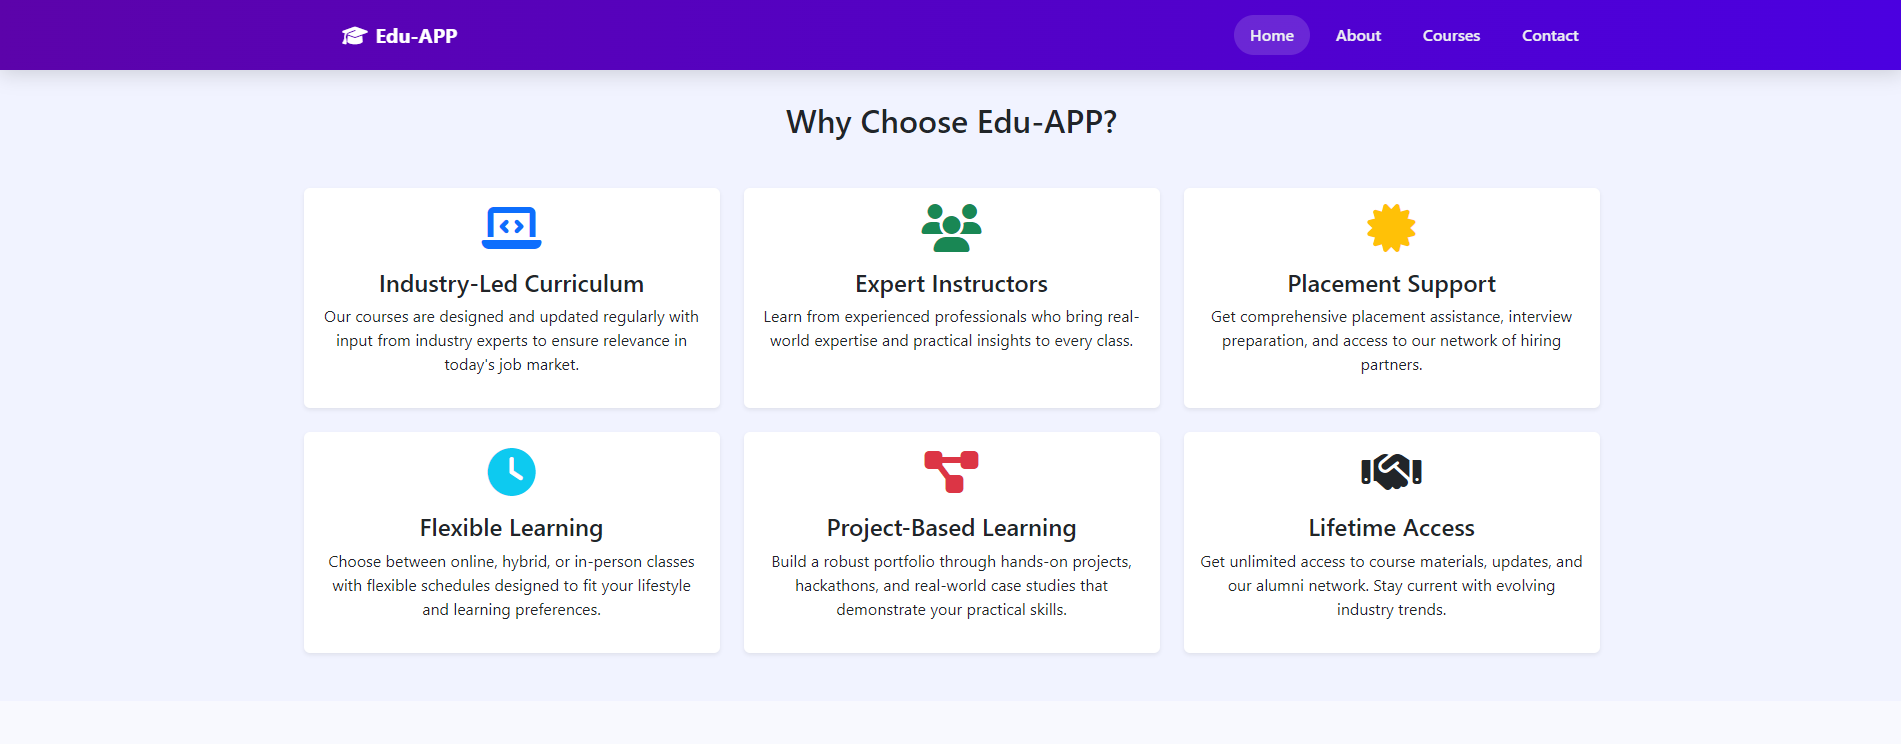 Edu-APP
Home About Courses Contact
Why Choose Edu-APP?
Industry-Led Curriculum
Our courses are designed and updated regularly with
input from industry experts to ensure relevance in
today's job market.
Expert Instructors
Learn from experienced professionals who bring real-
world expertise and practical insights to every class.
Placement Support
Get comprehensive placement assistance, interview
preparation, and access to our network of hiring
partners.
Flexible Learning
Choose between online, hybrid, or in-person classes
with flexible schedules designed to fit your lifestyle
and learning preferences.
Project-Based Learning
Build a robust portfolio through hands-on projects,
hackathons, and real-world case studies that
demonstrate your practical skills.
Lifetime Access
Get unlimited access to course materials, updates, and
our alumni network. Stay current with evolving
industry trends.